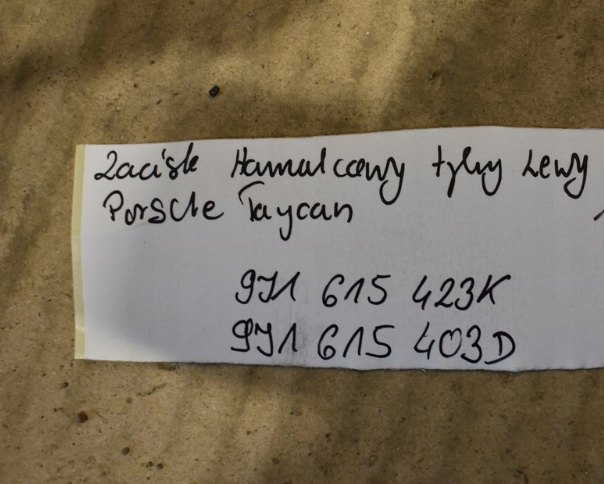 Zacisk Hamulcowy tylny Lewy
Porsche Taycan
9J1 615 423K
9J1 615 403D